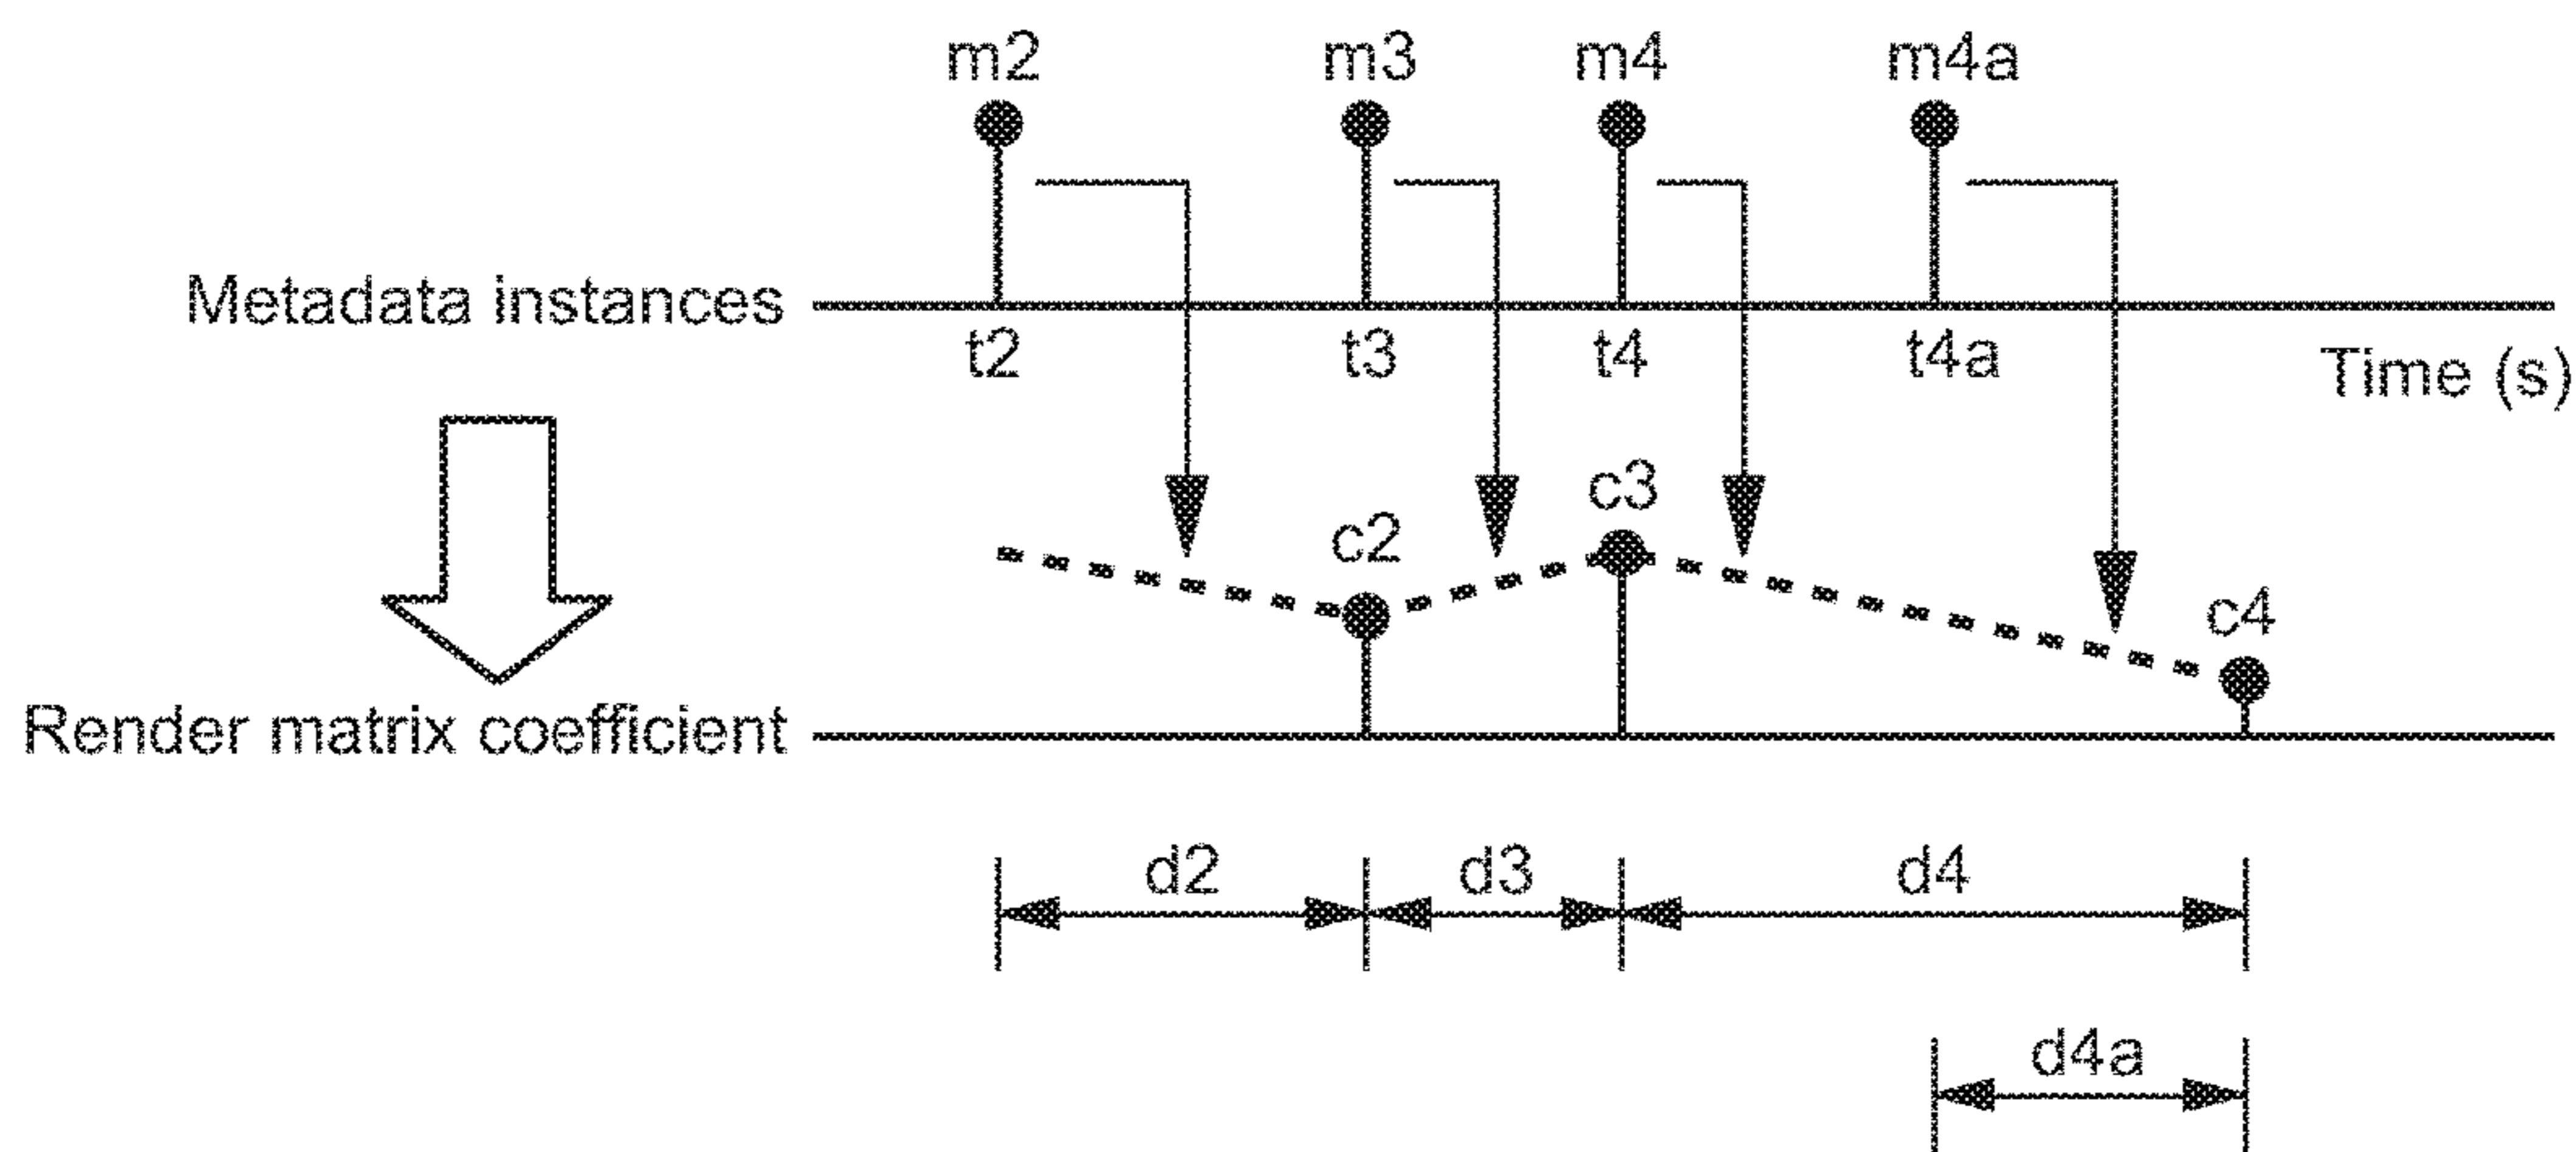 m2 m3 m4 m4a
Metadata instances
t2 t3 t4 t4a
Time (s)
c2 c3 c4
Render matrix coefficient
d2 d3 d4
d4a